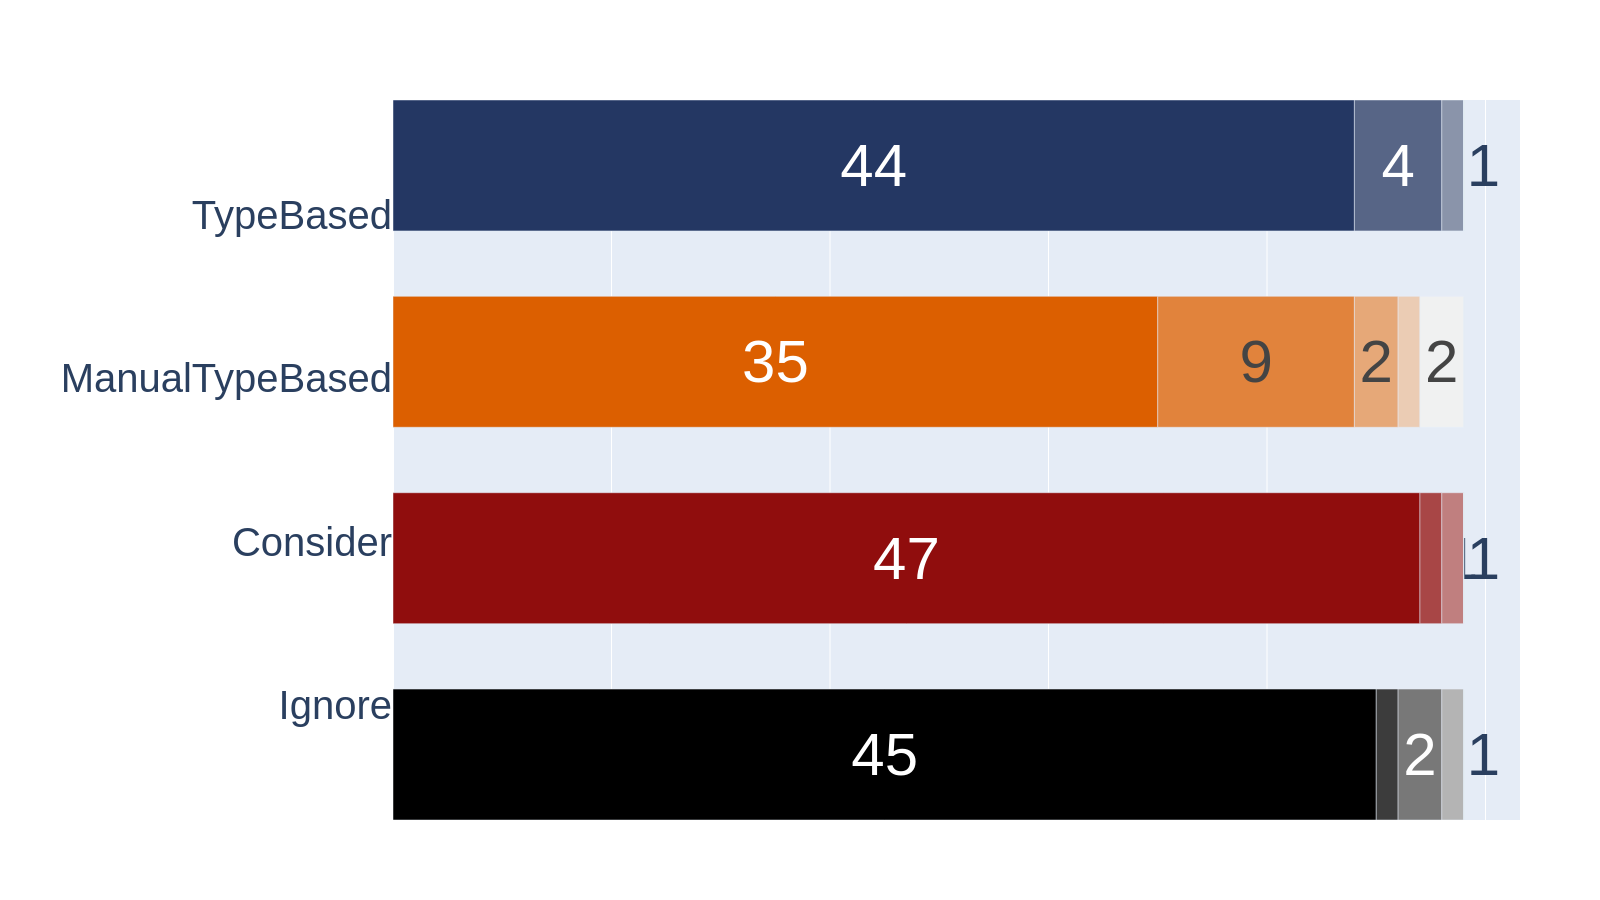 44 4 1
TypeBased
35 9 2 2
ManualTypeBased
47 1
Consider
Ignore
45 2 1